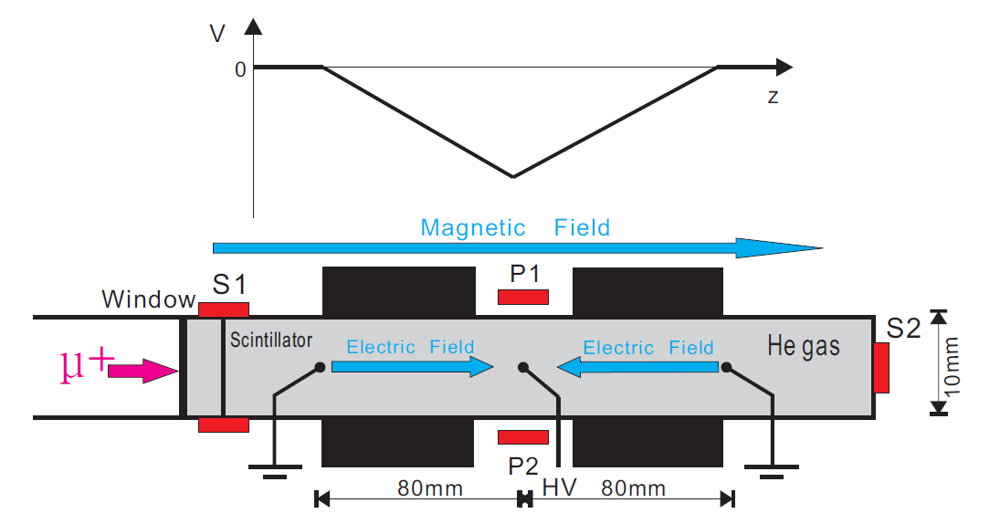 V
0
z
Magnetic Field
S1
P1
Window
S2
Scintillator
Electric Field
Electric Field
He gas
μ+
10mm
P2
80mm
HV
80mm